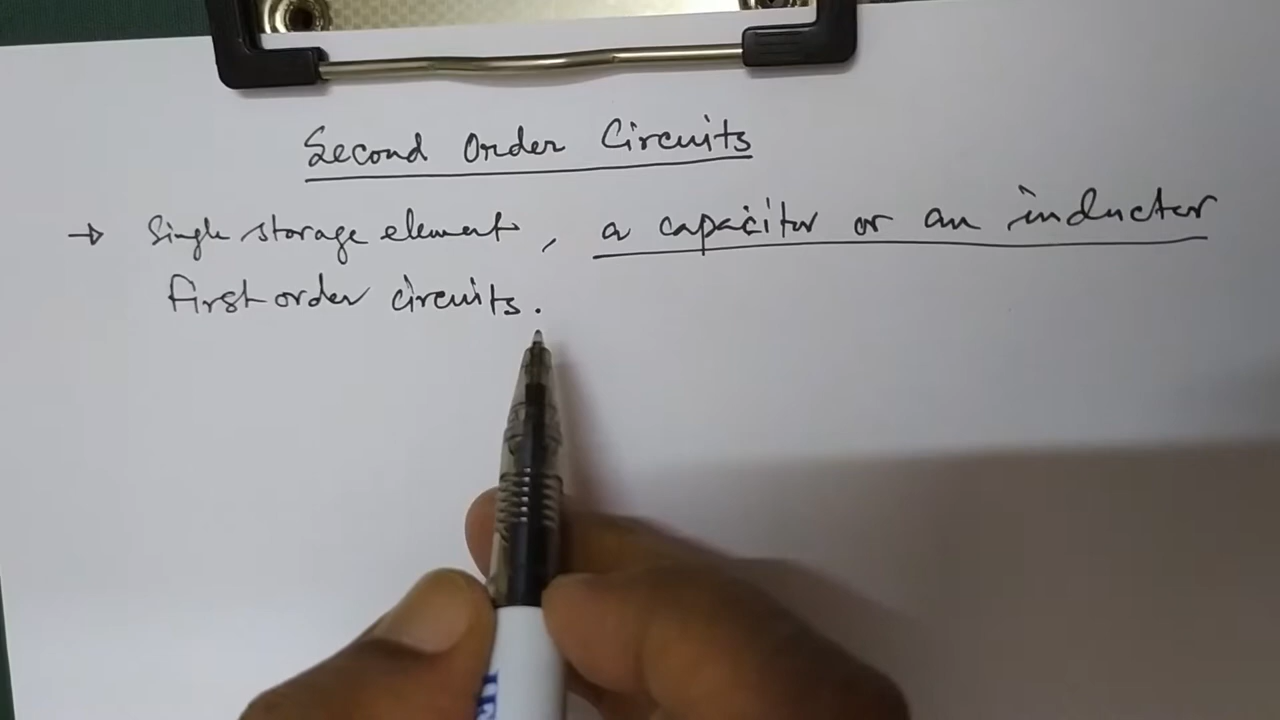 Second Order Circuits
→ Single storage element, a capacitor or an inductor
first order circuits.